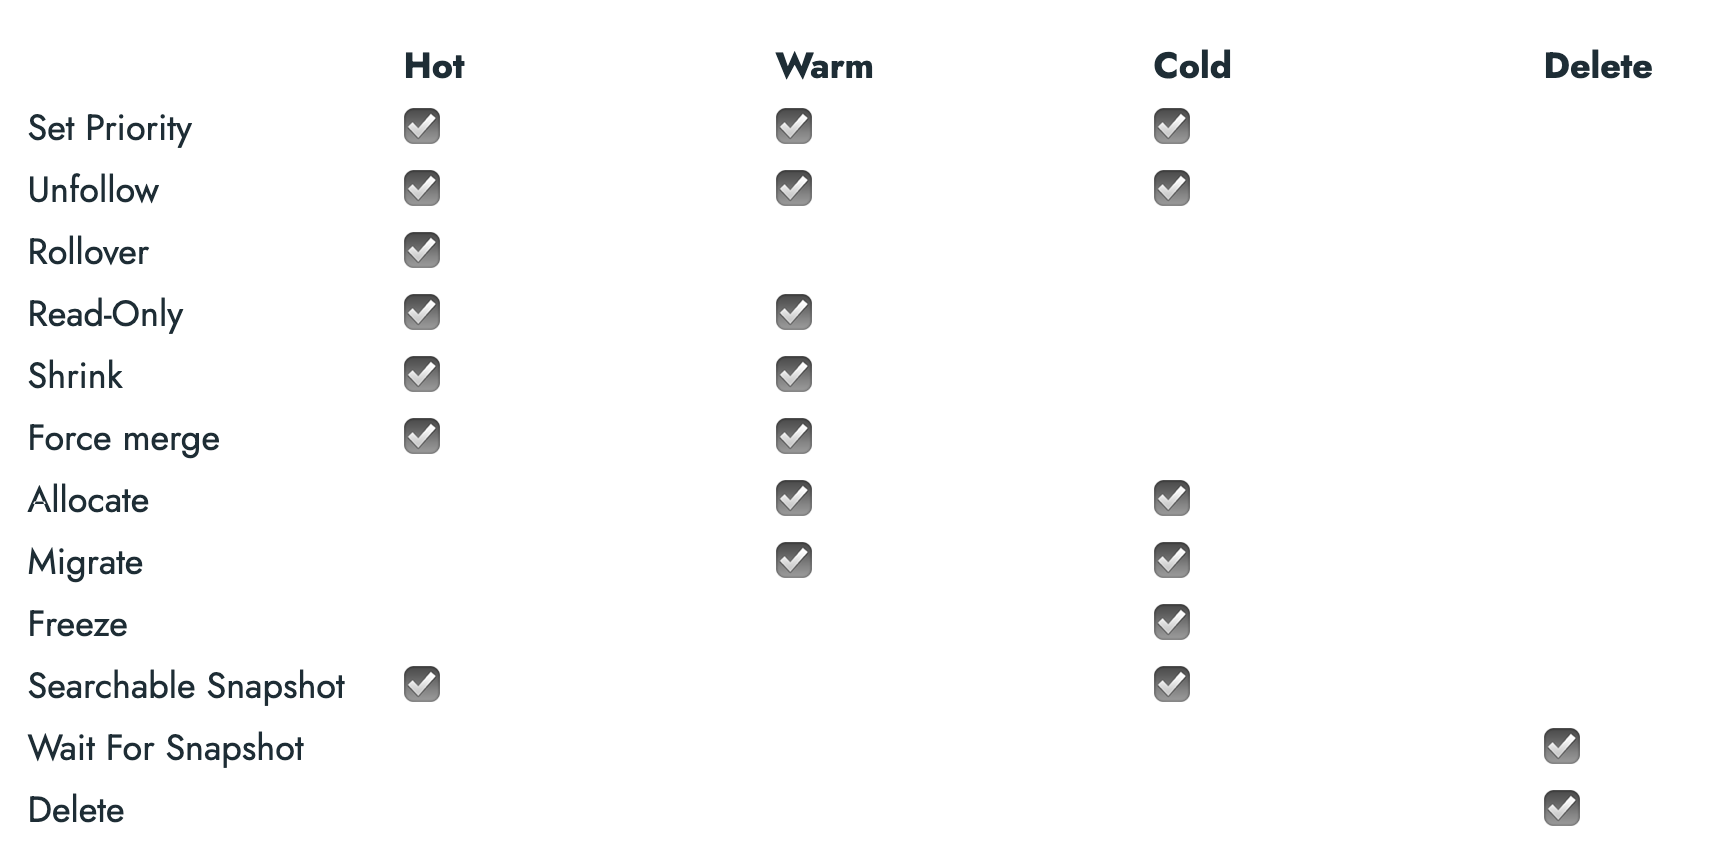 Hot Warm Cold Delete
Set Priority
Unfollow
Rollover
Read-Only
Shrink
Force merge
Allocate
Migrate
Freeze
Searchable Snapshot
Wait For Snapshot
Delete